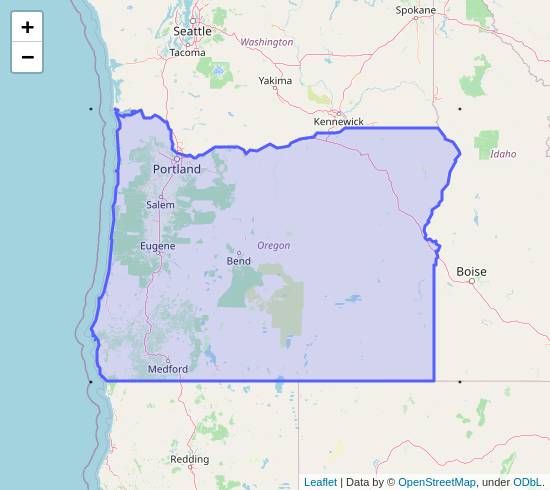 +
−
Spokane
Seattle
Washington
Tacoma
Yakima
Kennewick
Idaho
Portland
Salem
Eugene
Oregon
Bend
Boise
Medford
Redding
Leaflet | Data by © OpenStreetMap, under ODbL.